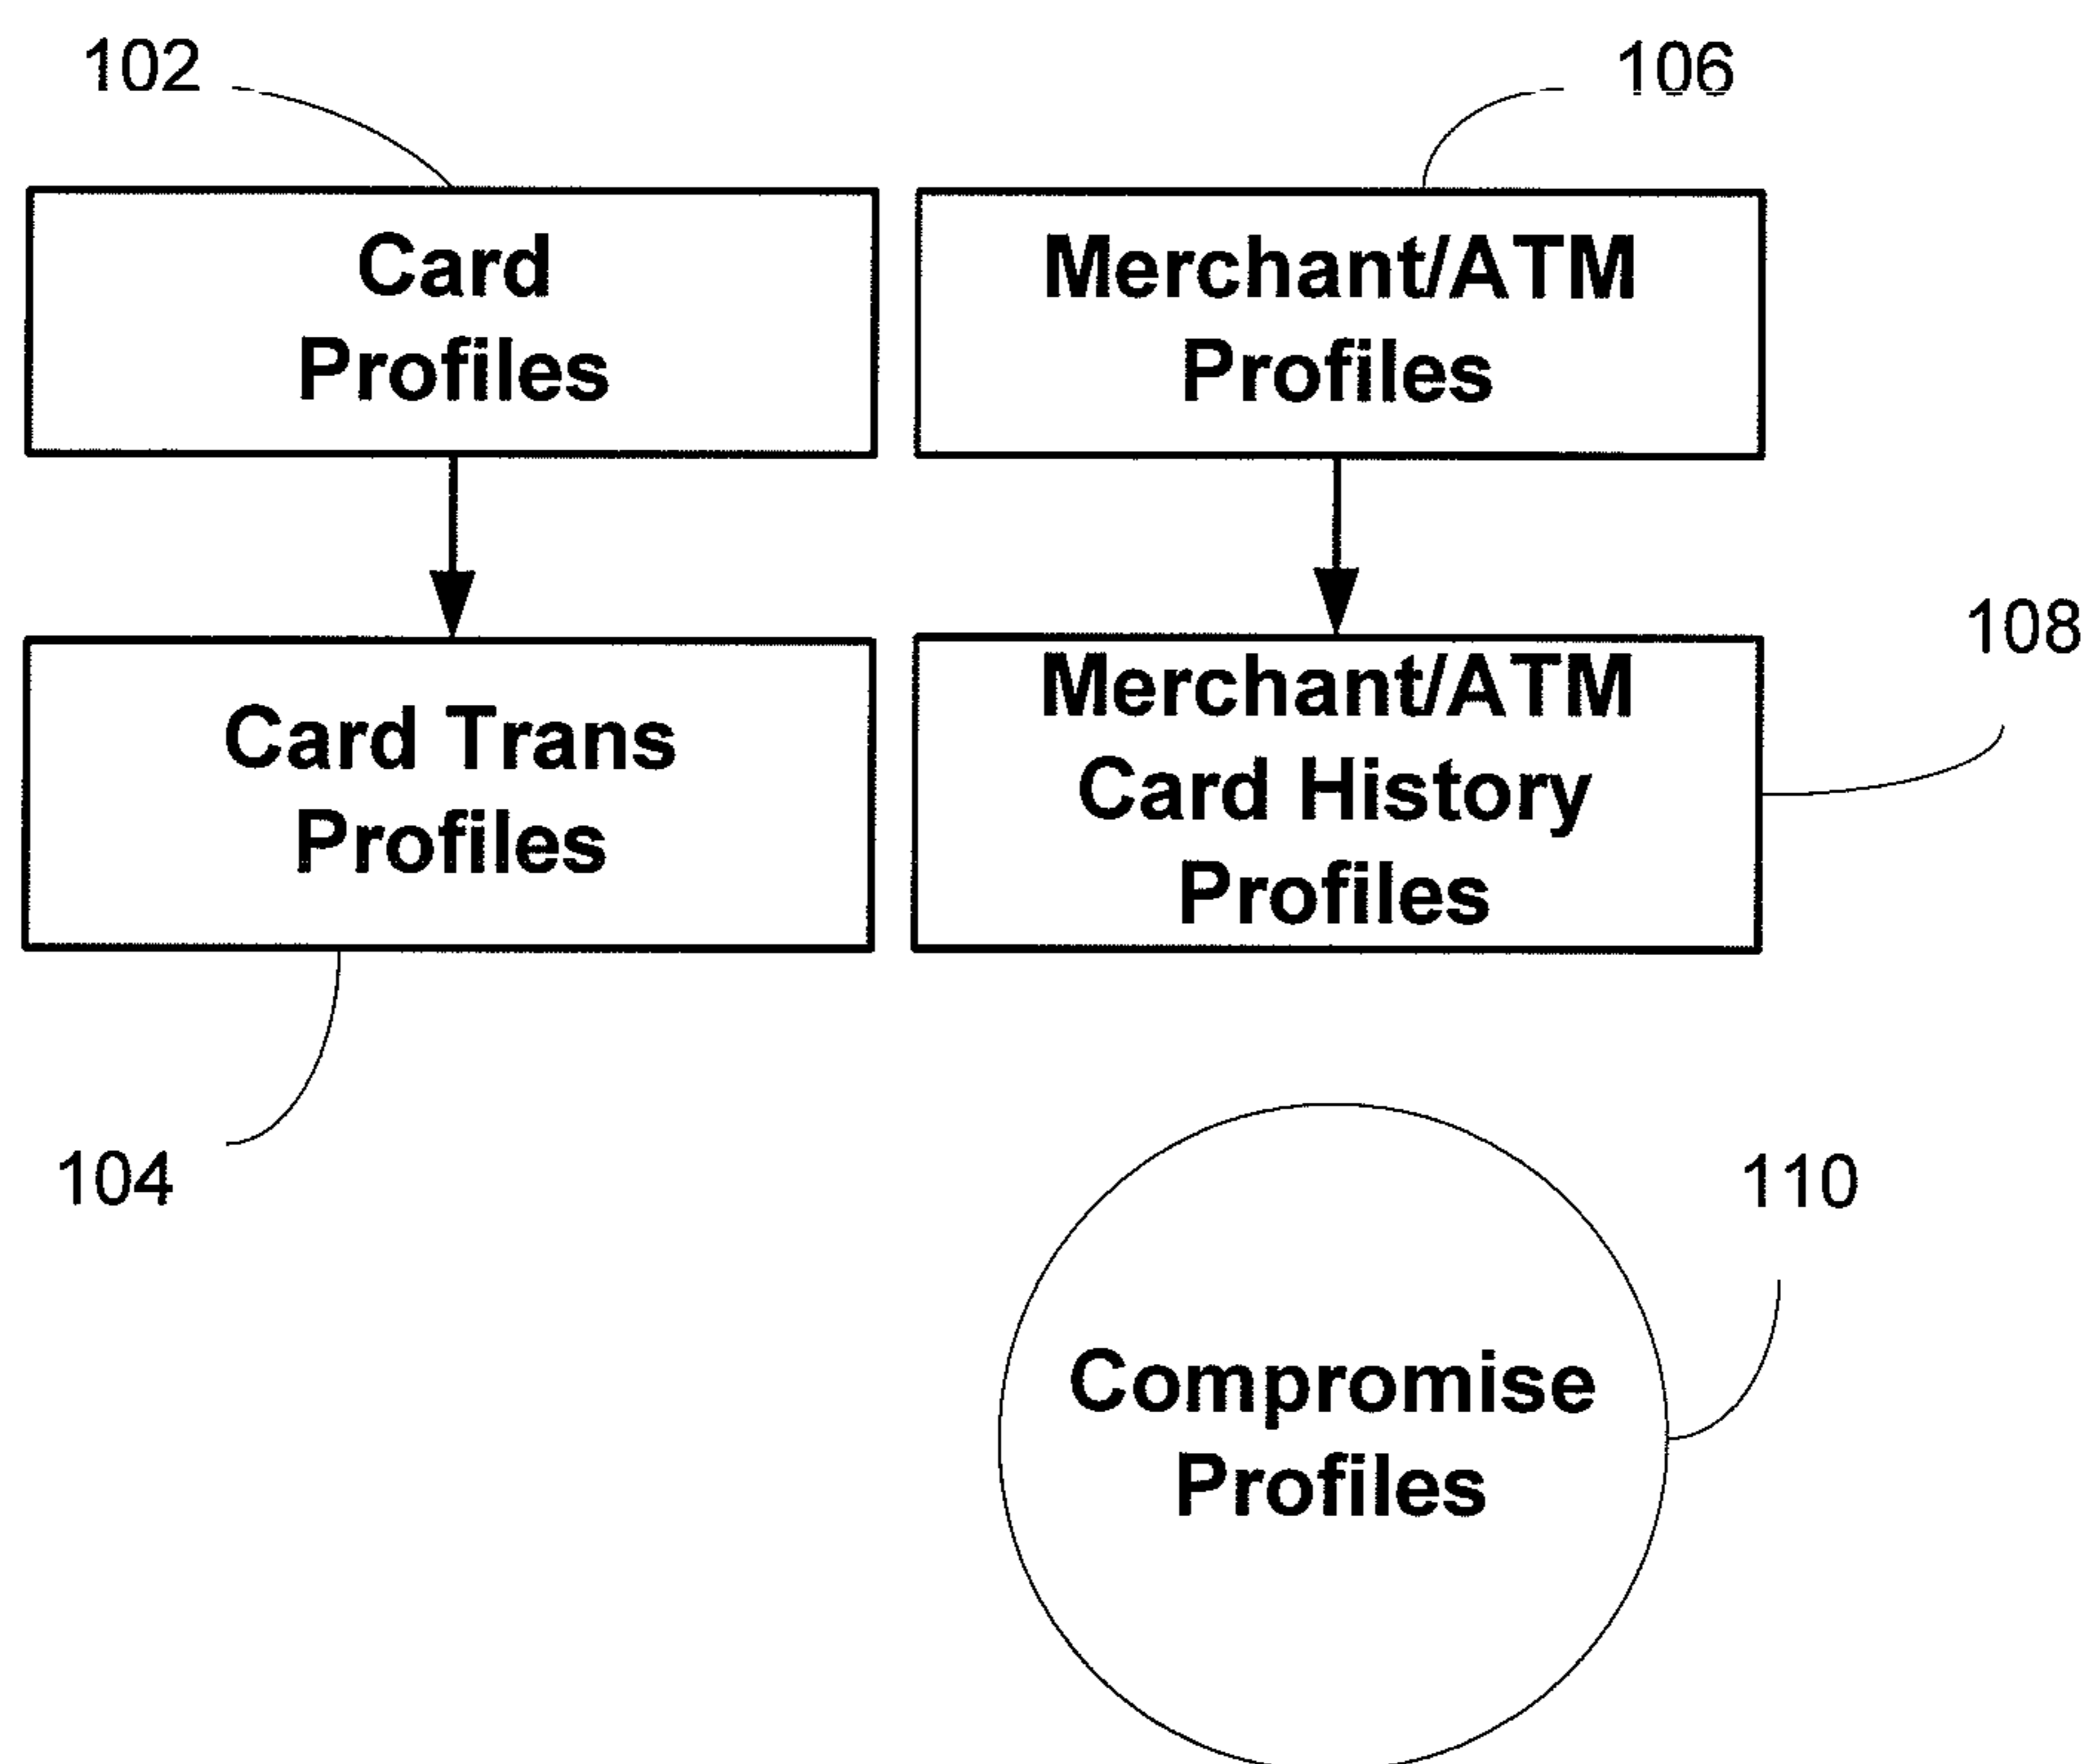 102
106
Card
Profiles
Merchant/ATM
Profiles
108
Card Trans
Profiles
Merchant/ATM
Card History
Profiles
104
110
Compromise
Profiles